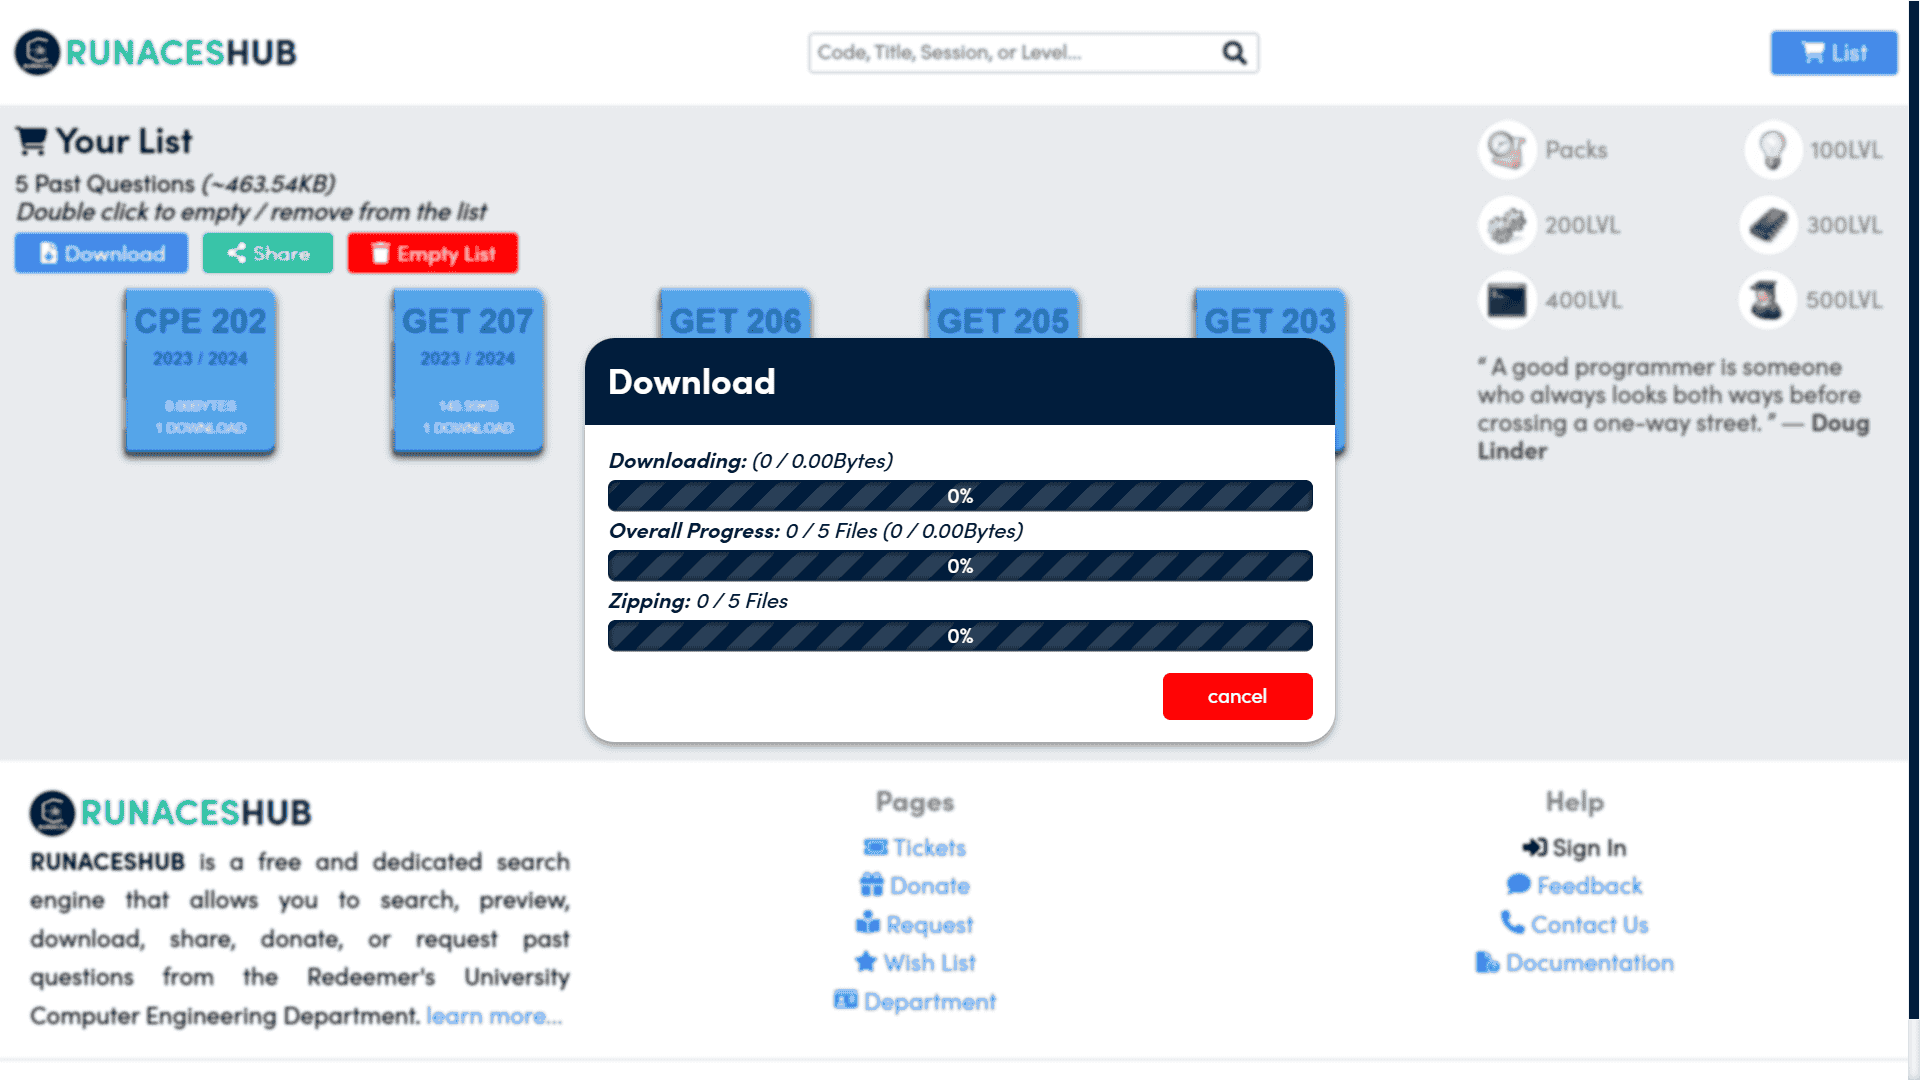 RUNACESHUB
Code, Title, Session, or Level...
List
Your List
5 Past Questions (~463.54KB)
Double click to empty / remove from the list
Download
Share
Empty List
CPE 202
2023 / 2024
0.00BYTES
1 DOWNLOAD
GET 207
2023 / 2024
1 DOWNLOAD
GET 206
GET 205
GET 203
Packs
100LVL
200LVL
300LVL
400LVL
500LVL
“ A good programmer is someone
who always looks both ways before
crossing a one-way street. ” — Doug
Linder
Download
Downloading: (0 / 0.00Bytes)
0%
Overall Progress: 0 / 5 Files (0 / 0.00Bytes)
0%
Zipping: 0 / 5 Files
0%
cancel
RUNACESHUB
RUNACESHUB is a free and dedicated search
engine that allows you to search, preview,
download, share, donate, or request past
questions from the Redeemer's University
Computer Engineering Department. learn more...
Pages
Tickets
Donate
Request
Wish List
Department
Help
Sign In
Feedback
Contact Us
Documentation